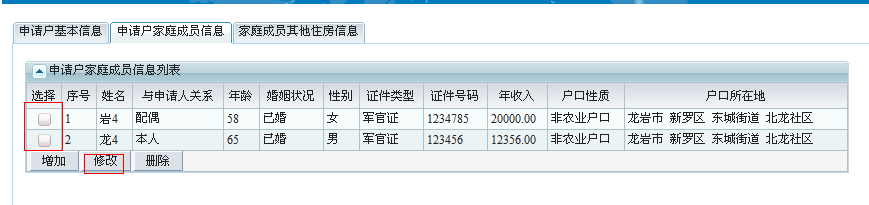 申请户基本信息 申请户家庭成员信息 家庭成员其他住房信息
申请户家庭成员信息列表
选择 序号 姓名 与申请人关系 年龄 婚姻状况 性别 证件类型 证件号码 年收入 户口性质 户口所在地
1 岩4 配偶 58 已婚 女 军官证 1234785 20000.00 非农业户口 龙岩市 新罗区 东城街道 北龙社区
2 龙4 本人 65 已婚 男 军官证 123456 12356.00 非农业户口 龙岩市 新罗区 东城街道 北龙社区
增加 修改 删除